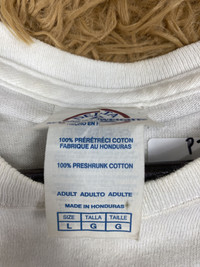 100% PRÉRÉTRÉCI COTON
FABRIQUÉ AU HONDURAS
100% PRESHRUNK COTTON
ADULT ADULTO ADULTE
MADE IN HONDURAS
SIZE TALLA TAILLE
L G G